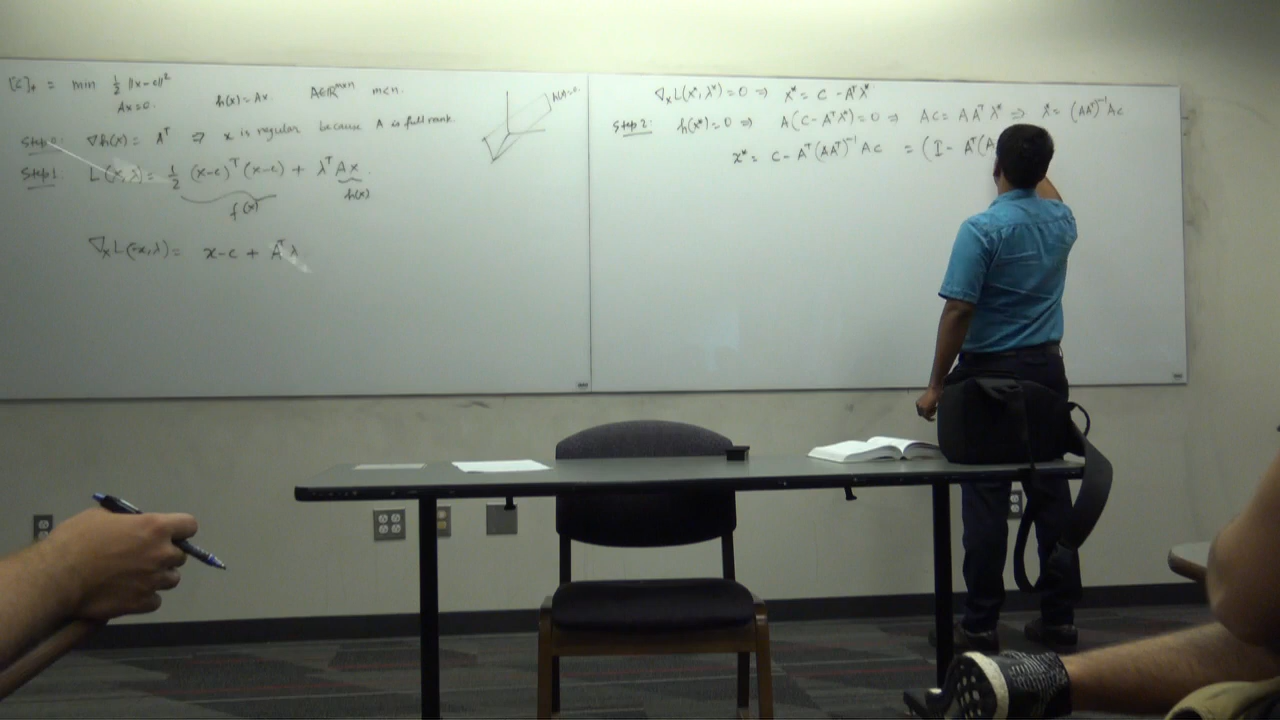 [C]₊ = min ½ ||x-c||²
Ax=0. h(x)=Ax. A∈ℝ^{m×n} m<n. h(x)=0.
Step 0: ∇h(x) = Aᵀ ⇒ x is regular because A is full rank.
Step 1: L(x,λ)= ½ (x-c)ᵀ(x-c) + λᵀAx.
f(x) h(x)
∇ₓL(x,λ)= x-c + Aᵀλ
∇ₓL(x*,λ*)=0 ⇒ x* = c - Aᵀλ*
Step 2: h(x*)=0 ⇒ A(c-Aᵀλ*)=0 ⇒ Ac = AAᵀλ* ⇒ λ* = (AAᵀ)⁻¹Ac
x* = c - Aᵀ(AAᵀ)⁻¹Ac = (I - Aᵀ(A